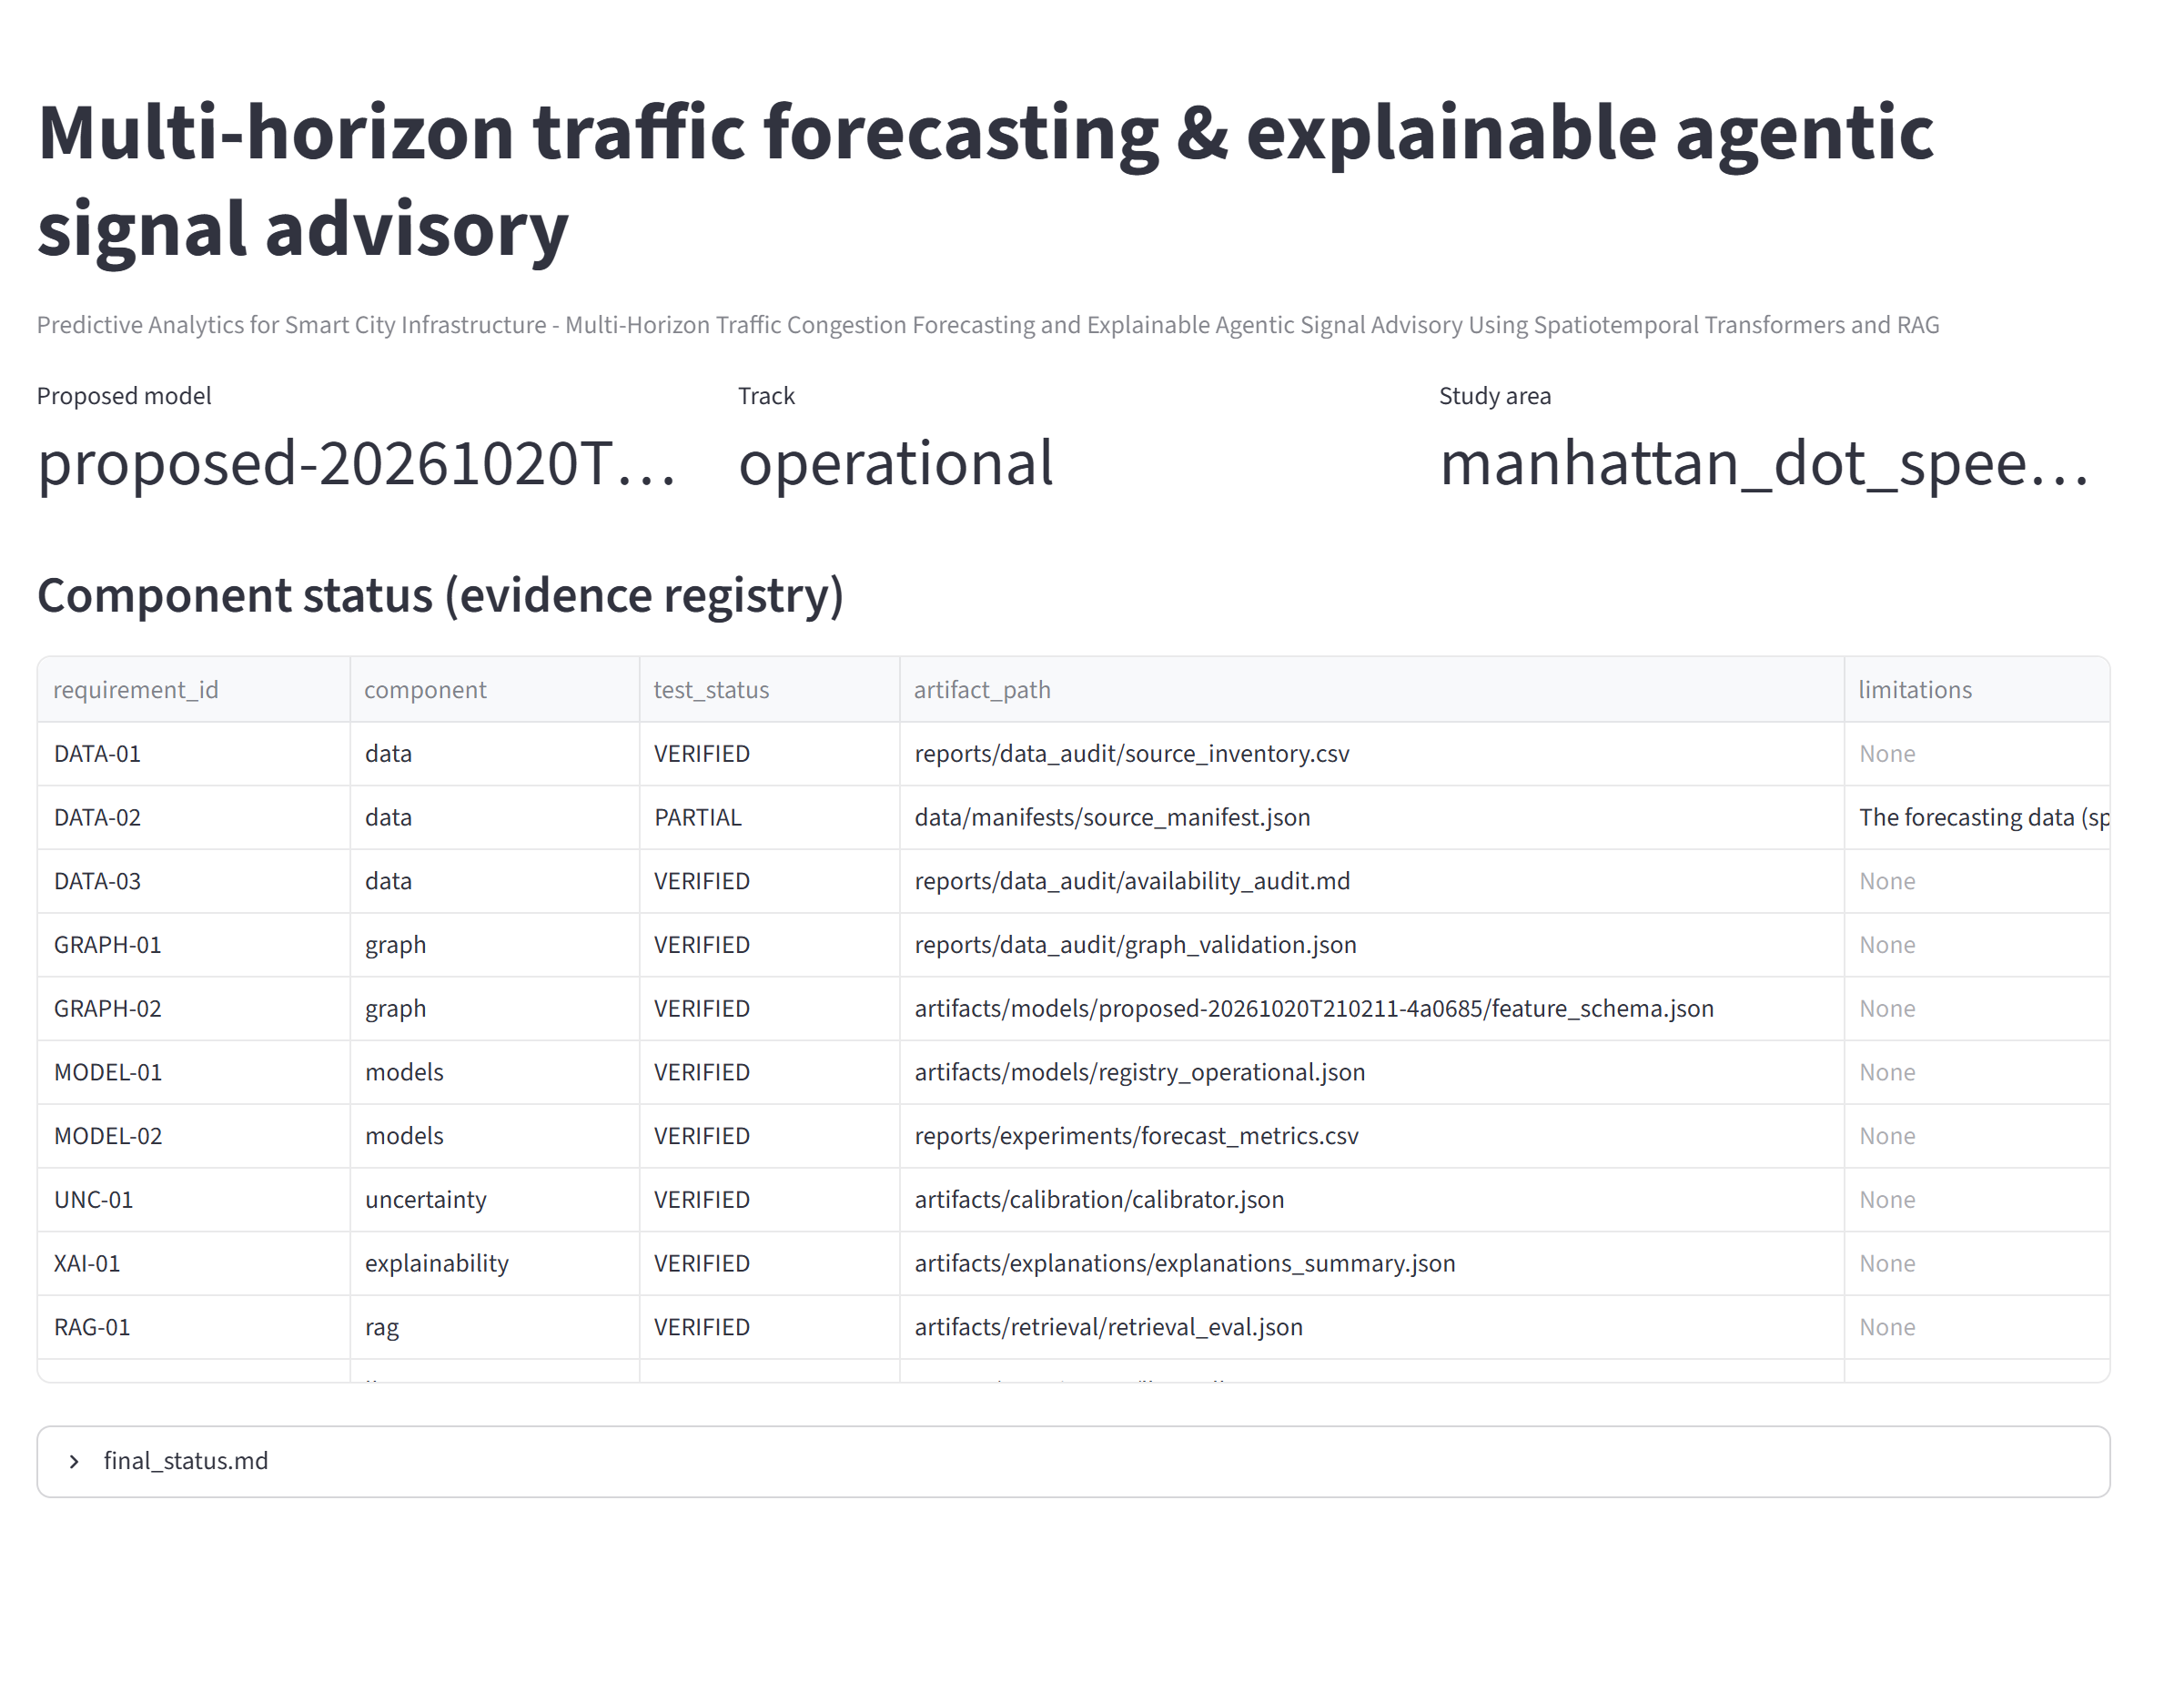 Multi-horizon traffic forecasting & explainable agentic
signal advisory
Predictive Analytics for Smart City Infrastructure - Multi-Horizon Traffic Congestion Forecasting and Explainable Agentic Signal Advisory Using Spatiotemporal Transformers and RAG
Proposed model Track Study area
proposed-20261020T… operational manhattan_dot_spee…
Component status (evidence registry)
requirement_id component test_status artifact_path limitations
DATA-01 data VERIFIED reports/data_audit/source_inventory.csv None
DATA-02 data PARTIAL data/manifests/source_manifest.json The forecasting data (sp
DATA-03 data VERIFIED reports/data_audit/availability_audit.md None
GRAPH-01 graph VERIFIED reports/data_audit/graph_validation.json None
GRAPH-02 graph VERIFIED artifacts/models/proposed-20261020T210211-4a0685/feature_schema.json None
MODEL-01 models VERIFIED artifacts/models/registry_operational.json None
MODEL-02 models VERIFIED reports/experiments/forecast_metrics.csv None
UNC-01 uncertainty VERIFIED artifacts/calibration/calibrator.json None
XAI-01 explainability VERIFIED artifacts/explanations/explanations_summary.json None
RAG-01 rag VERIFIED artifacts/retrieval/retrieval_eval.json None
final_status.md